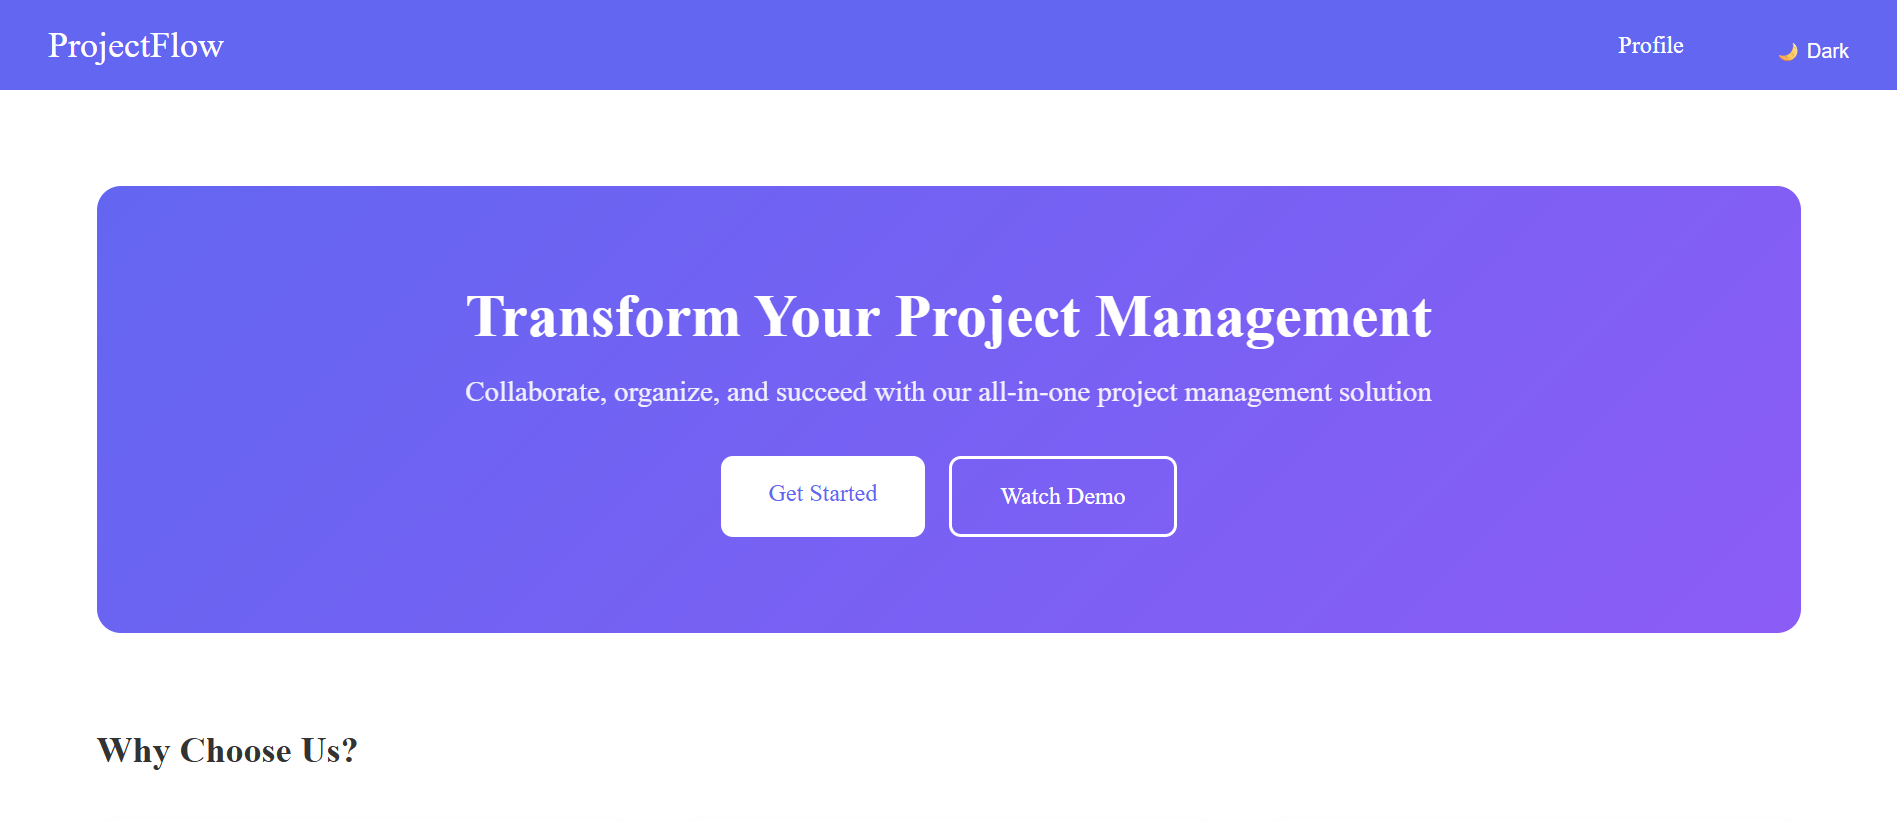 ProjectFlow
Profile
🌙 Dark
Transform Your Project Management
Collaborate, organize, and succeed with our all-in-one project management solution
Get Started
Watch Demo
Why Choose Us?